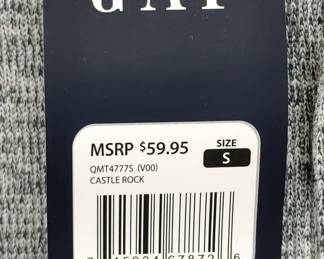 GAP
MSRP $59.95
SIZE
S
QMT4777S (V00)
CASTLE ROCK